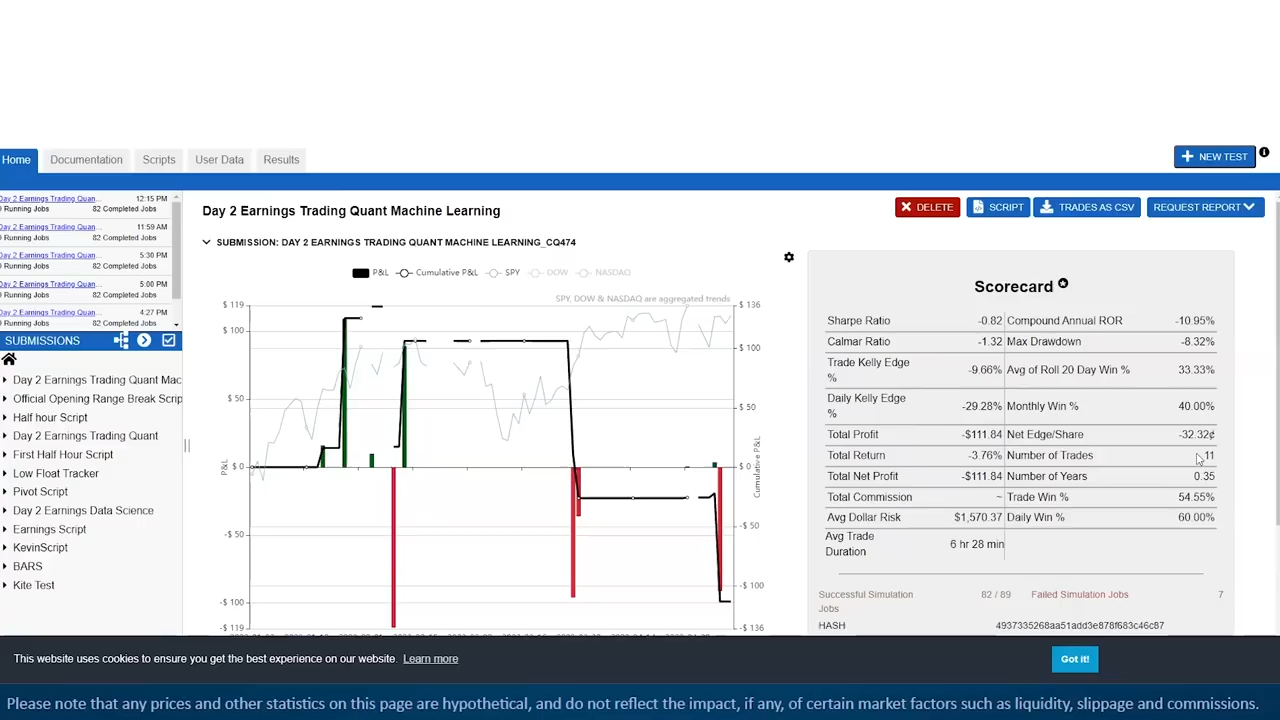 Home Documentation Scripts User Data Results
NEW TEST
Day 2 Earnings Trading Quan... 12:15 PM
Running Jobs 82 Completed Jobs
Day 2 Earnings Trading Quan... 11:59 AM
Running Jobs 82 Completed Jobs
Day 2 Earnings Trading Quan... 5:30 PM
Running Jobs 82 Completed Jobs
Day 2 Earnings Trading Quan... 5:00 PM
Running Jobs 82 Completed Jobs
Day 2 Earnings Trading Quan... 4:27 PM
Running Jobs 82 Completed Jobs
SUBMISSIONS
Day 2 Earnings Trading Quant Mac
Official Opening Range Break Scrip
Half hour Script
Day 2 Earnings Trading Quant
First Half Hour Script
Low Float Tracker
Pivot Script
Day 2 Earnings Data Science
Earnings Script
KevinScript
BARS
Kite Test
Day 2 Earnings Trading Quant Machine Learning
DELETE SCRIPT TRADES AS CSV REQUEST REPORT
SUBMISSION: DAY 2 EARNINGS TRADING QUANT MACHINE LEARNING_CQ474
P&L Cumulative P&L SPY DOW NASDAQ
SPY, DOW & NASDAQ are aggregated trends
$ 119 $ 136
$ 100 $ 100
$ 50 $ 50
$ 0 $ 0
-$ 50 -$ 50
-$ 100 -$ 100
-$ 119 -$ 136
P&L
Cumulative P&L
Scorecard
Sharpe Ratio -0.82 Compound Annual ROR -10.95%
Calmar Ratio -1.32 Max Drawdown -8.32%
Trade Kelly Edge % -9.66% Avg of Roll 20 Day Win % 33.33%
Daily Kelly Edge % -29.28% Monthly Win % 40.00%
Total Profit -$111.84 Net Edge/Share -32.32¢
Total Return -3.76% Number of Trades 11
Total Net Profit -$111.84 Number of Years 0.35
Total Commission ~ Trade Win % 54.55%
Avg Dollar Risk $1,570.37 Daily Win % 60.00%
Avg Trade Duration 6 hr 28 min
Successful Simulation Jobs 82 / 89 Failed Simulation Jobs 7
HASH 4937335268aa51add3e878f683c46c87
This website uses cookies to ensure you get the best experience on our website. Learn more
Got it!
Please note that any prices and other statistics on this page are hypothetical, and do not reflect the impact, if any, of certain market factors such as liquidity, slippage and commissions.